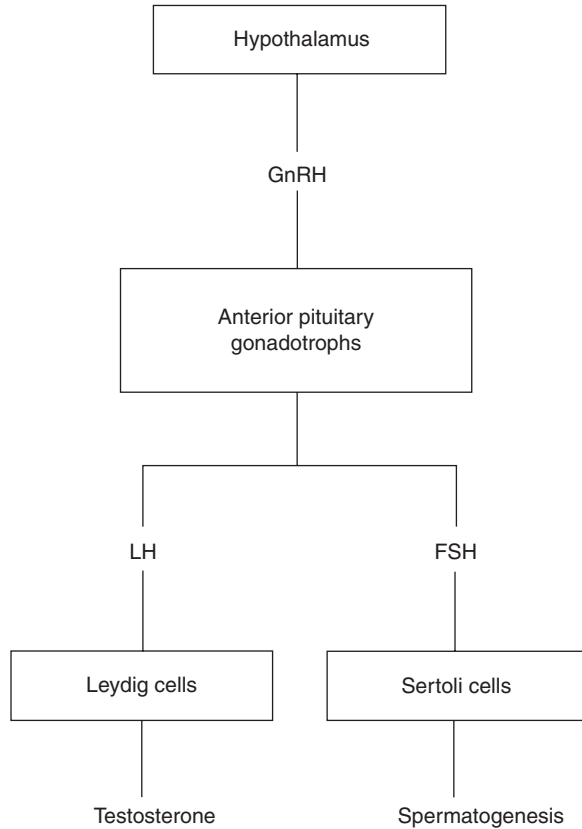 Hypothalamus
GnRH
Anterior pituitary
gonadotrophs
LH
FSH
Leydig cells
Sertoli cells
Testosterone
Spermatogenesis